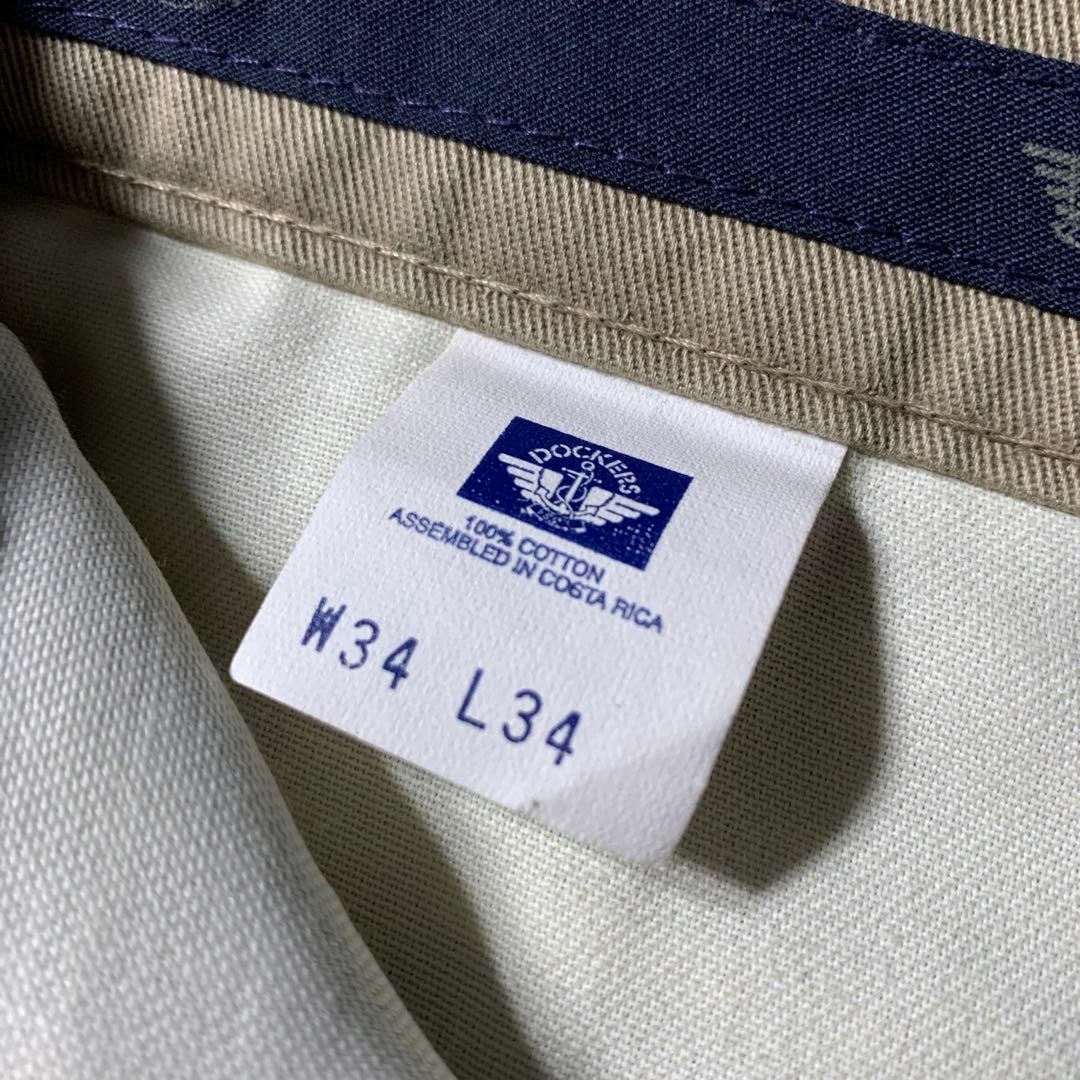 DOCKERS
100% COTTON
ASSEMBLED IN COSTA RICA
W34 L34